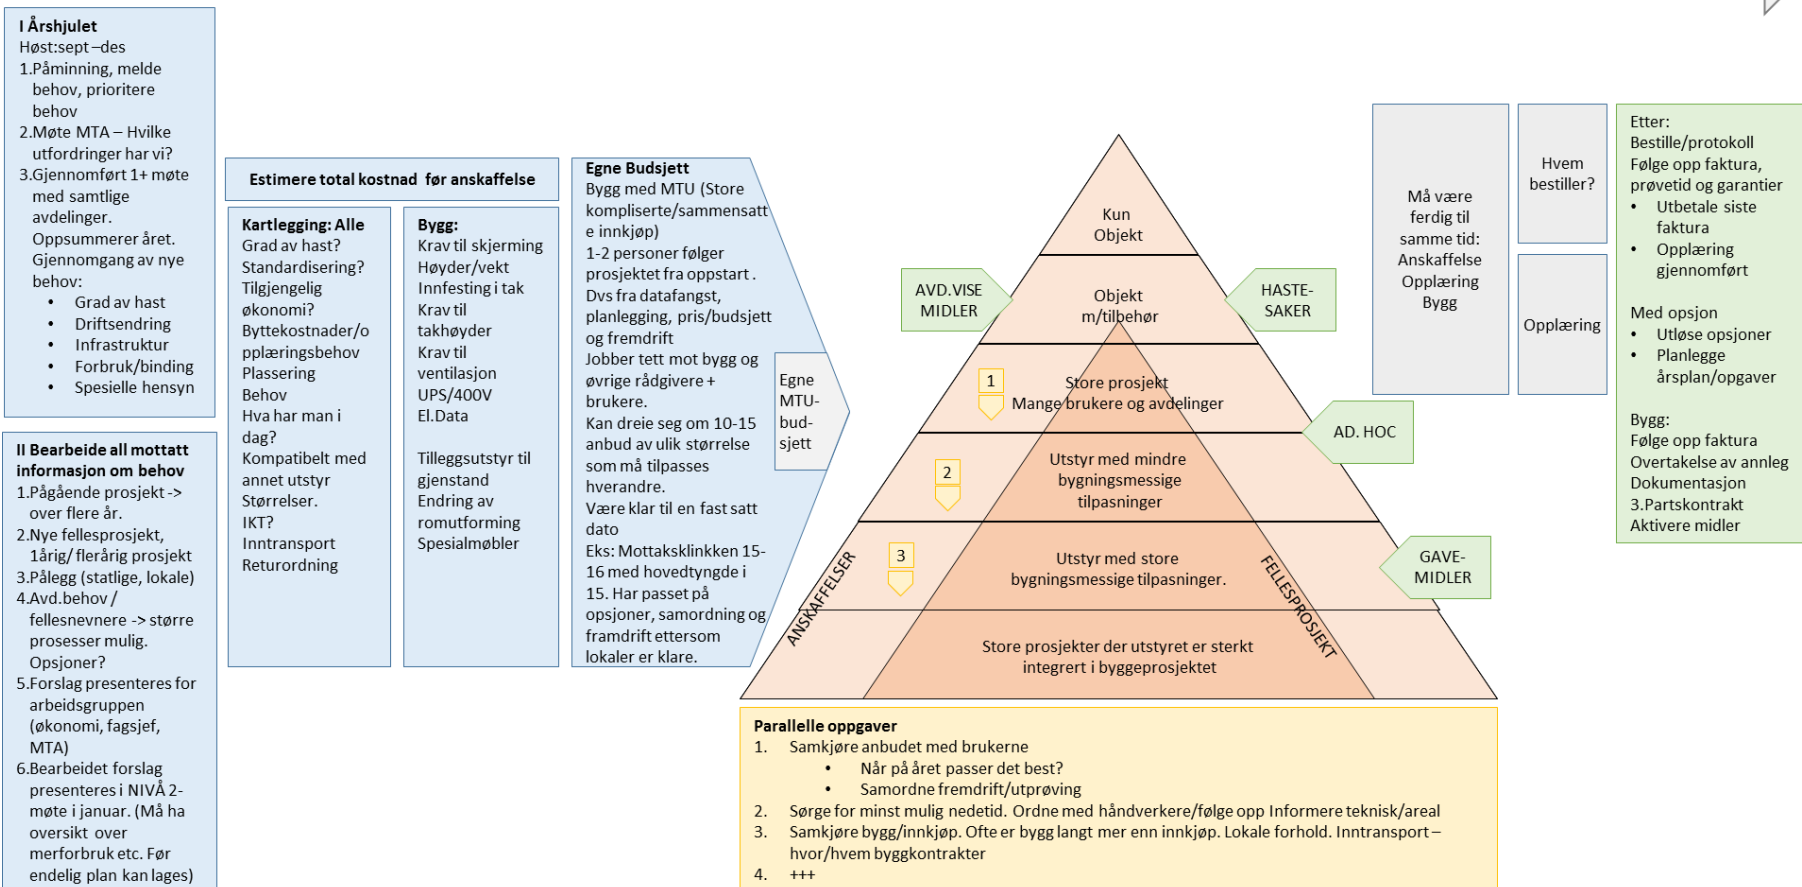 I Årshjulet
Høst:sept –des
1.Påminning, melde
behov, prioritere
behov
2.Møte MTA – Hvilke
utfordringer har vi?
3.Gjennomført 1+ møte
med samtlige
avdelinger.
Oppsummerer året.
Gjennomgang av nye
behov:
• Grad av hast
• Driftsendring
• Infrastruktur
• Forbruk/binding
• Spesielle hensyn
II Bearbeide all mottatt
informasjon om behov
1.Pågående prosjekt ->
over flere år.
2.Nye fellesprosjekt,
1årig/ flerårig prosjekt
3.Pålegg (statlige, lokale)
4.Avd.behov /
fellesnevnere -> større
prosesser mulig.
Opsjoner?
5.Forslag presenteres for
arbeidsgruppen
(økonomi, fagsjef,
MTA)
6.Bearbeidet forslag
presenteres i NIVÅ 2-
møte i januar. (Må ha
oversikt over
merforbruk etc. Før
endelig plan kan lages)
Estimere total kostnad før anskaffelse
Kartlegging: Alle
Grad av hast?
Standardisering?
Tilgjengelig
økonomi?
Byttekostnader/o
pplæringsbehov
Plassering
Behov
Hva har man i
dag?
Kompatibelt med
annet utstyr
Størrelser.
IKT?
Inntransport
Returordning
Bygg:
Krav til skjerming
Høyder/vekt
Innfesting i tak
Krav til
takhøyder
Krav til
ventilasjon
UPS/400V
El.Data
Tilleggsutstyr til
gjenstand
Endring av
romutforming
Spesialmøbler
Egne Budsjett
Bygg med MTU (Store
kompliserte/sammensatt
e innkjøp)
1-2 personer følger
prosjektet fra oppstart .
Dvs fra datafangst,
planlegging, pris/budsjett
og fremdrift
Jobber tett mot bygg og
øvrige rådgivere +
brukere.
Kan dreie seg om 10-15
anbud av ulik størrelse
som må tilpasses
hverandre.
Være klar til en fast satt
dato
Eks: Mottaksklinkken 15-
16 med hovedtyngde i
15. Har passet på
opsjoner, samordning og
framdrift ettersom
lokaler er klare.
Egne
MTU-
bud-
sjett
Kun
Objekt
AVD.VISE
MIDLER
Objekt
m/tilbehør
HASTE-
SAKER
1
Store prosjekt
Mange brukere og avdelinger
AD. HOC
2
Utstyr med mindre
bygningsmessige
tilpasninger
3
Utstyr med store
bygningsmessige tilpasninger.
GAVE-
MIDLER
ANSKAFFELSER
FELLESPROSJEKT
Store prosjekter der utstyret er sterkt
integrert i byggeprosjektet
Parallelle oppgaver
1. Samkjøre anbudet med brukerne
• Når på året passer det best?
• Samordne fremdrift/utprøving
2. Sørge for minst mulig nedetid. Ordne med håndverkere/følge opp Informere teknisk/areal
3. Samkjøre bygg/innkjøp. Ofte er bygg langt mer enn innkjøp. Lokale forhold. Inntransport –
hvor/hvem byggkontrakter
4. +++
Må være
ferdig til
samme tid:
Anskaffelse
Opplæring
Bygg
Hvem
bestiller?
Opplæring
Etter:
Bestille/protokoll
Følge opp faktura,
prøvetid og garantier
• Utbetale siste
faktura
• Opplæring
gjennomført
Med opsjon
• Utløse opsjoner
• Planlegge
årsplan/opgaver
Bygg:
Følge opp faktura
Overtakelse av annleg
Dokumentasjon
3.Partskontrakt
Aktivere midler